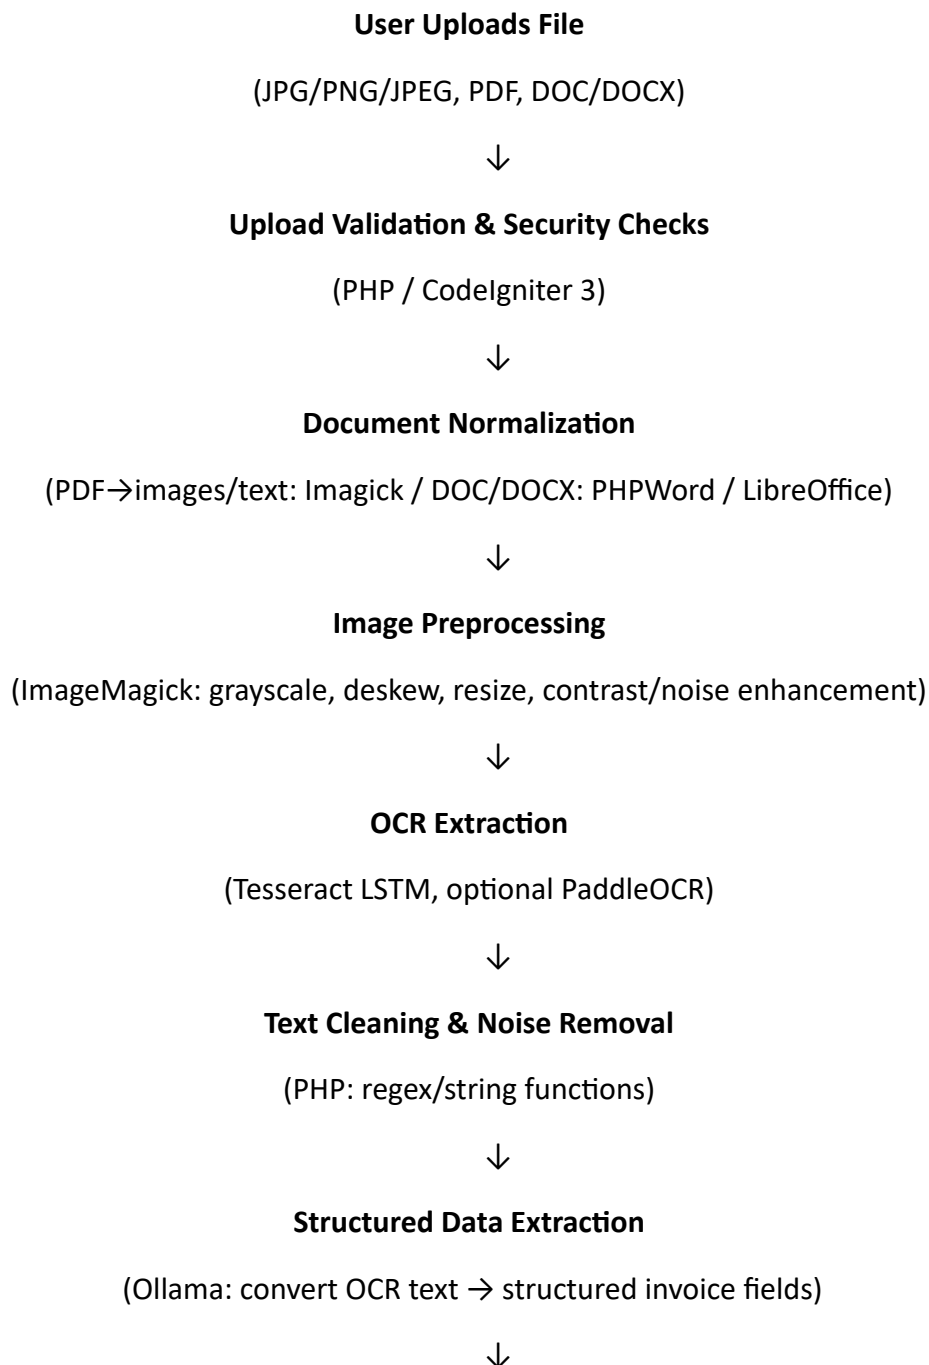 User Uploads File
(JPG/PNG/JPEG, PDF, DOC/DOCX)
↓
Upload Validation & Security Checks
(PHP / CodeIgniter 3)
↓
Document Normalization
(PDF→images/text: Imagick / DOC/DOCX: PHPWord / LibreOffice)
↓
Image Preprocessing
(ImageMagick: grayscale, deskew, resize, contrast/noise enhancement)
↓
OCR Extraction
(Tesseract LSTM, optional PaddleOCR)
↓
Text Cleaning & Noise Removal
(PHP: regex/string functions)
↓
Structured Data Extraction
(Ollama: convert OCR text → structured invoice fields)
↓